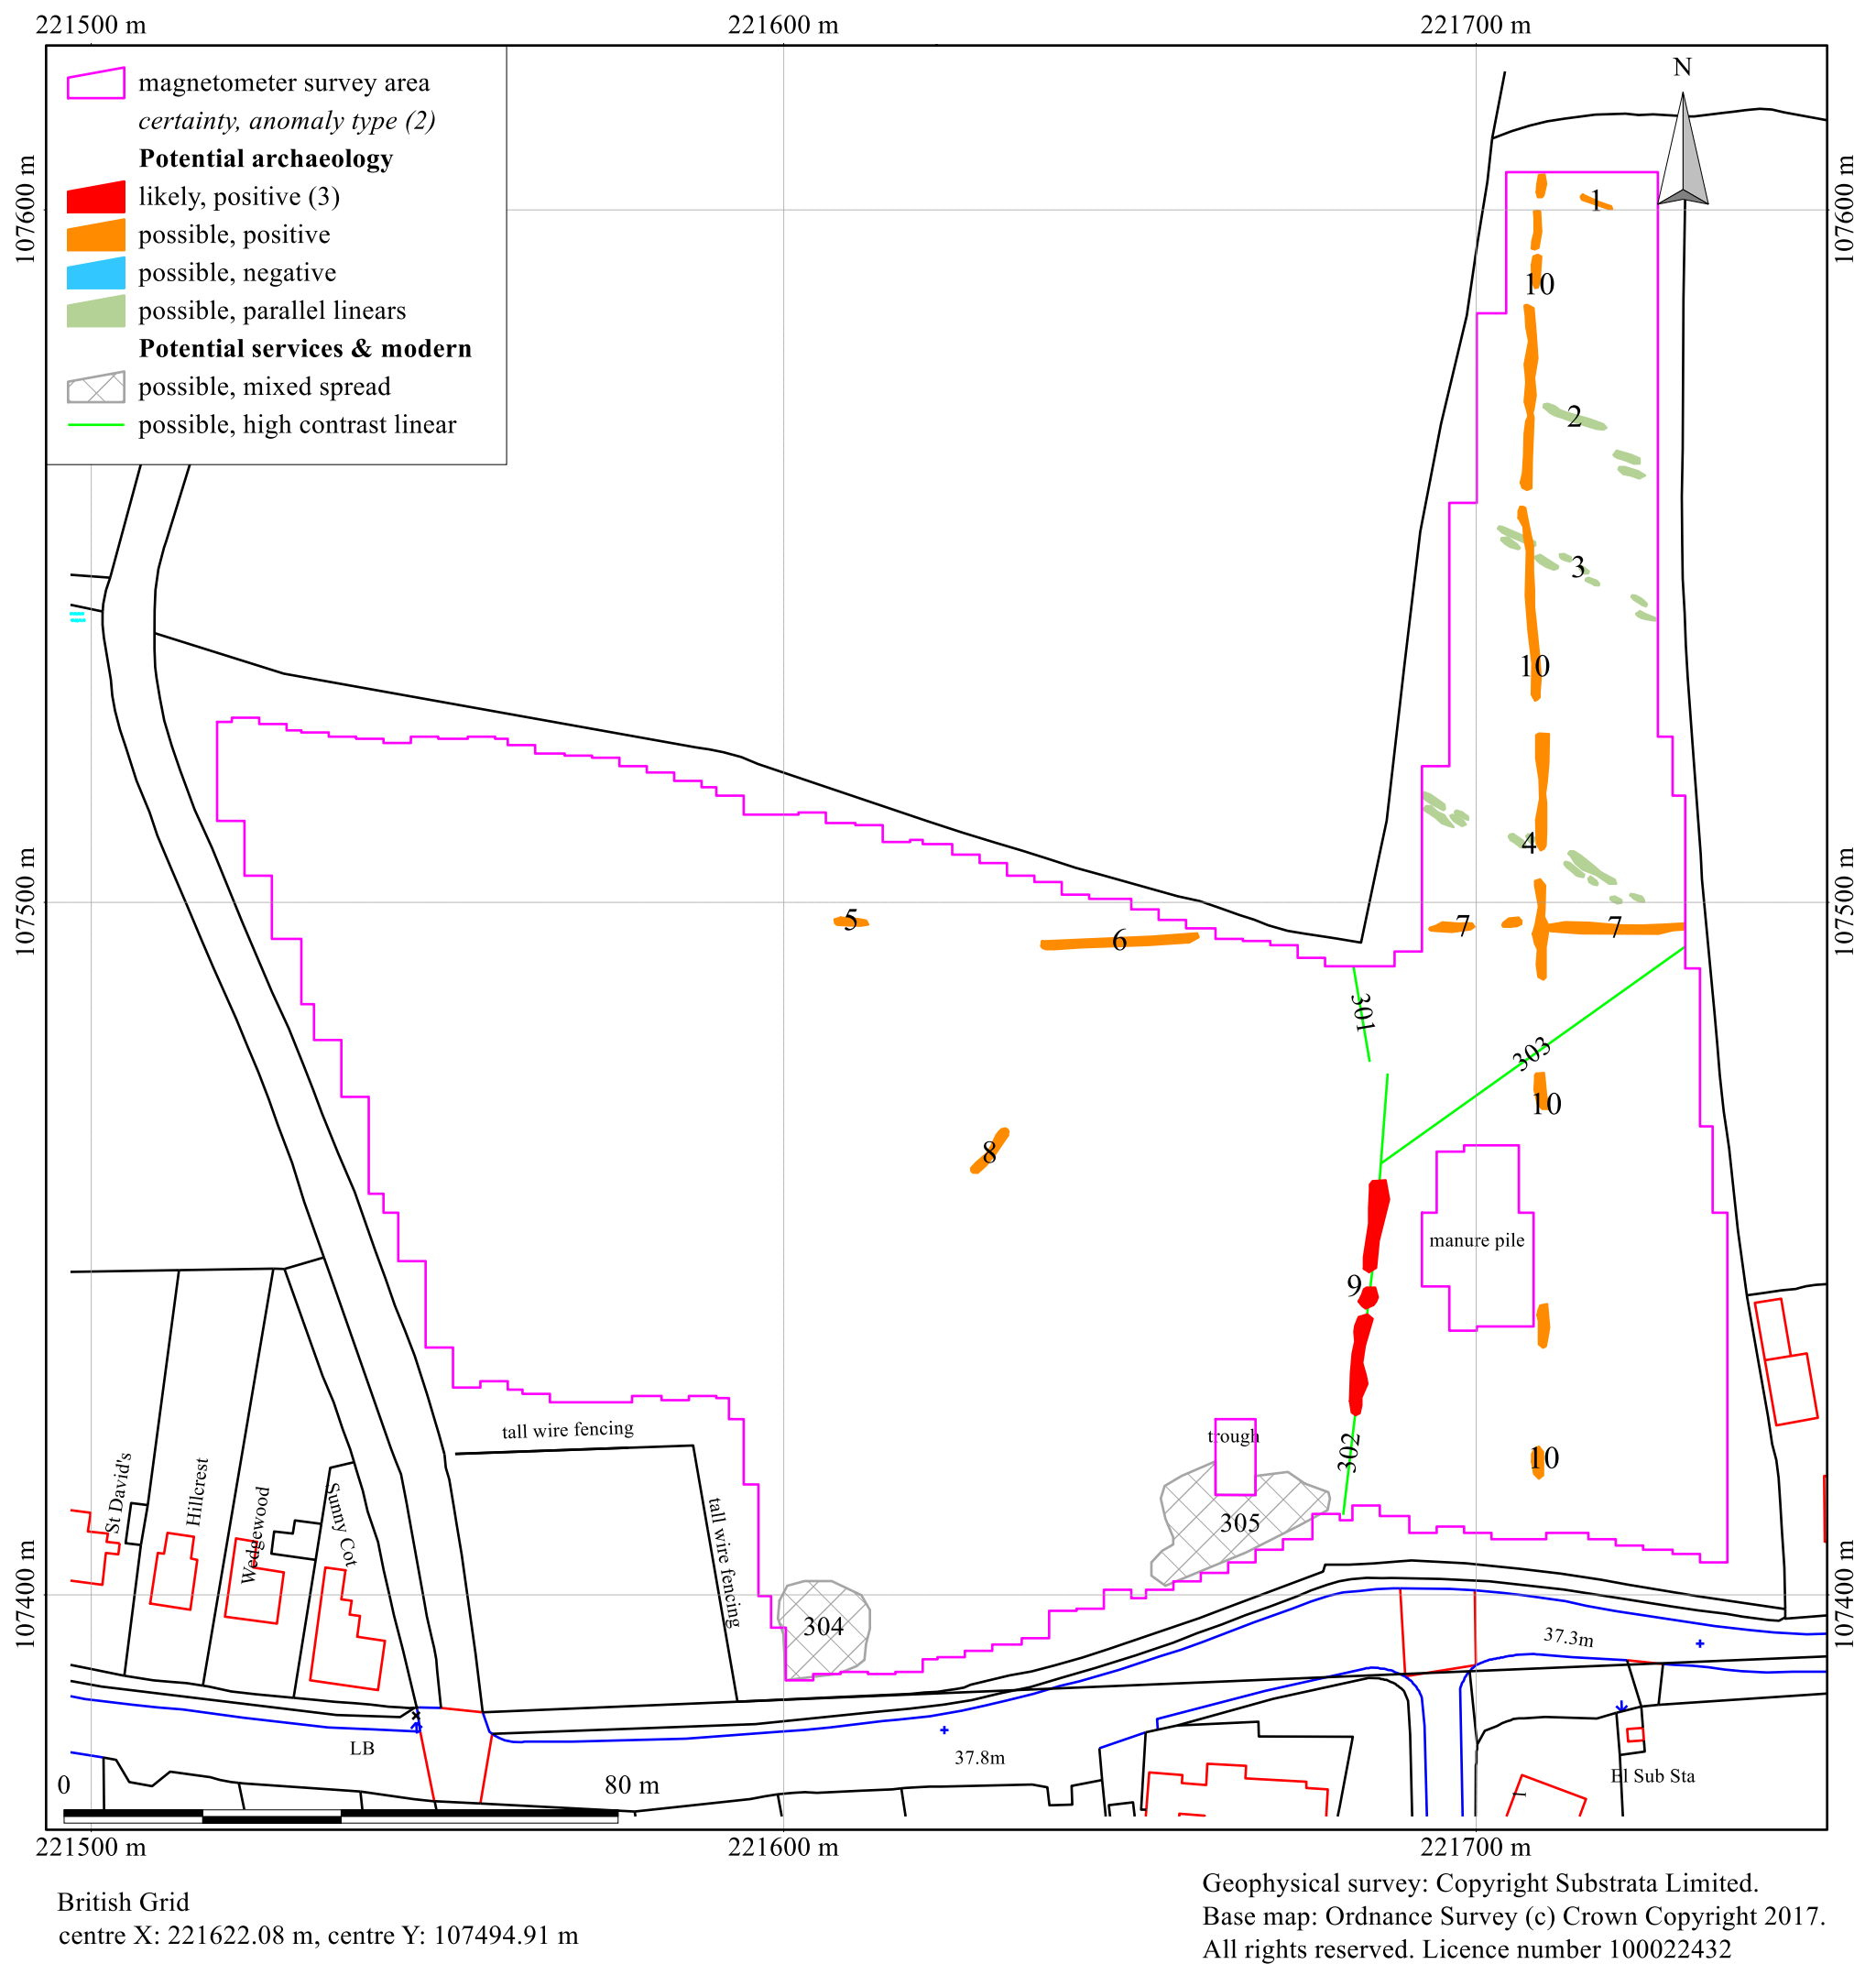 221500 m
221600 m
221700 m
N
magnetometer survey area
certainty, anomaly type (2)
Potential archaeology
likely, positive (3)
possible, positive
possible, negative
possible, parallel linears
Potential services & modern
possible, mixed spread
possible, high contrast linear
107600 m
107600 m
1
10
2
3
10
4
107500 m
107500 m
5
6
7
7
301
303
10
8
manure pile
9
trough
302
10
305
tall wire fencing
tall wire fencing
St David's
Hillcrest
Wedgewood
Sunny Cot
107400 m
107400 m
304
37.3m
LB
37.8m
El Sub Sta
1
0
80 m
221500 m
221600 m
221700 m
British Grid
centre X: 221622.08 m, centre Y: 107494.91 m
Geophysical survey: Copyright Substrata Limited.
Base map: Ordnance Survey (c) Crown Copyright 2017.
All rights reserved. Licence number 100022432